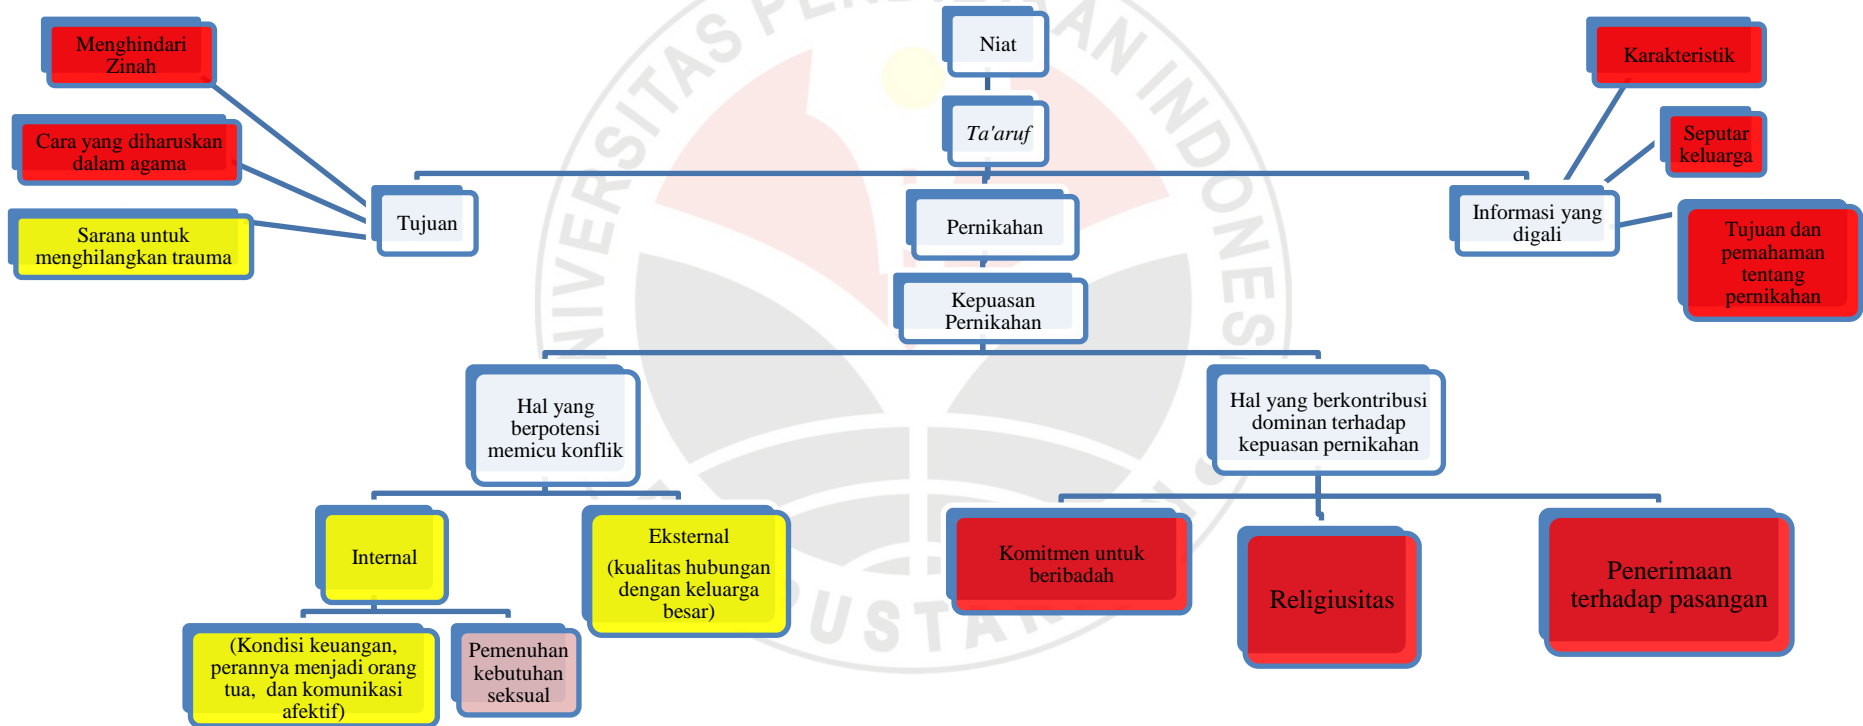 Niat
Ta'aruf
Menghindari
Zinah
Cara yang diharuskan
dalam agama
Sarana untuk
menghilangkan trauma
Tujuan
Pernikahan
Informasi yang
digali
Karakteristik
Seputar
keluarga
Tujuan dan
pemahaman
tentang
pernikahan
Kepuasan
Pernikahan
Hal yang
berpotensi
memicu konflik
Hal yang berkontribusi
dominan terhadap
kepuasan pernikahan
Internal
Eksternal
(kualitas hubungan
dengan keluarga
besar)
(Kondisi keuangan,
perannya menjadi orang
tua, dan komunikasi
afektif)
Pemenuhan
kebutuhan
seksual
Komitmen untuk
beribadah
Religiusitas
Penerimaan
terhadap pasangan